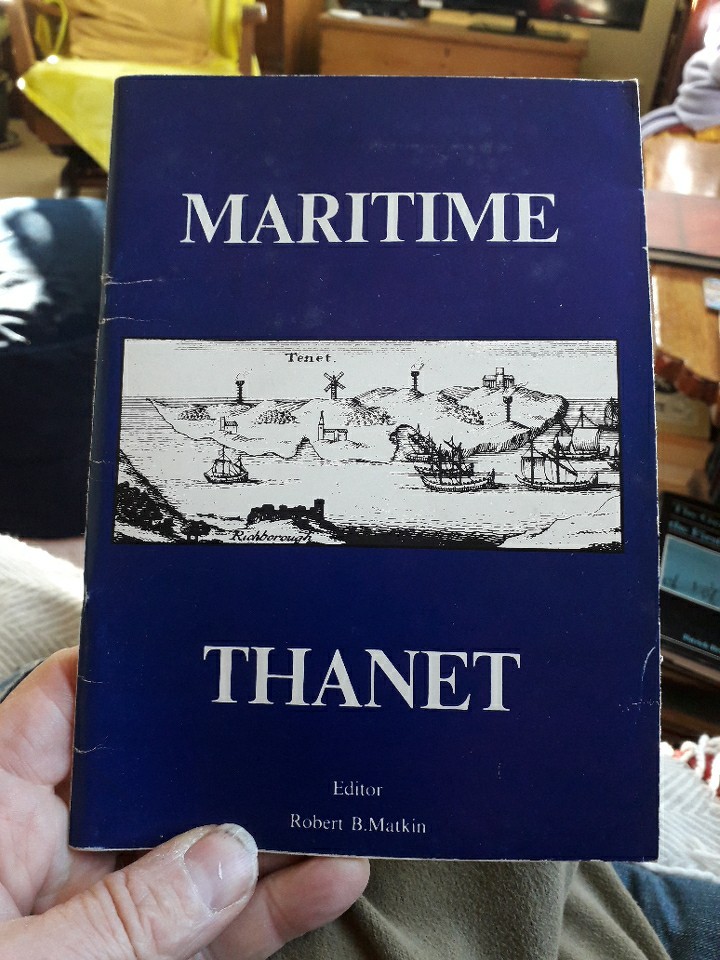 MARITIME
Tenet.
Richborough
THANET
Editor
Robert B.Matkin